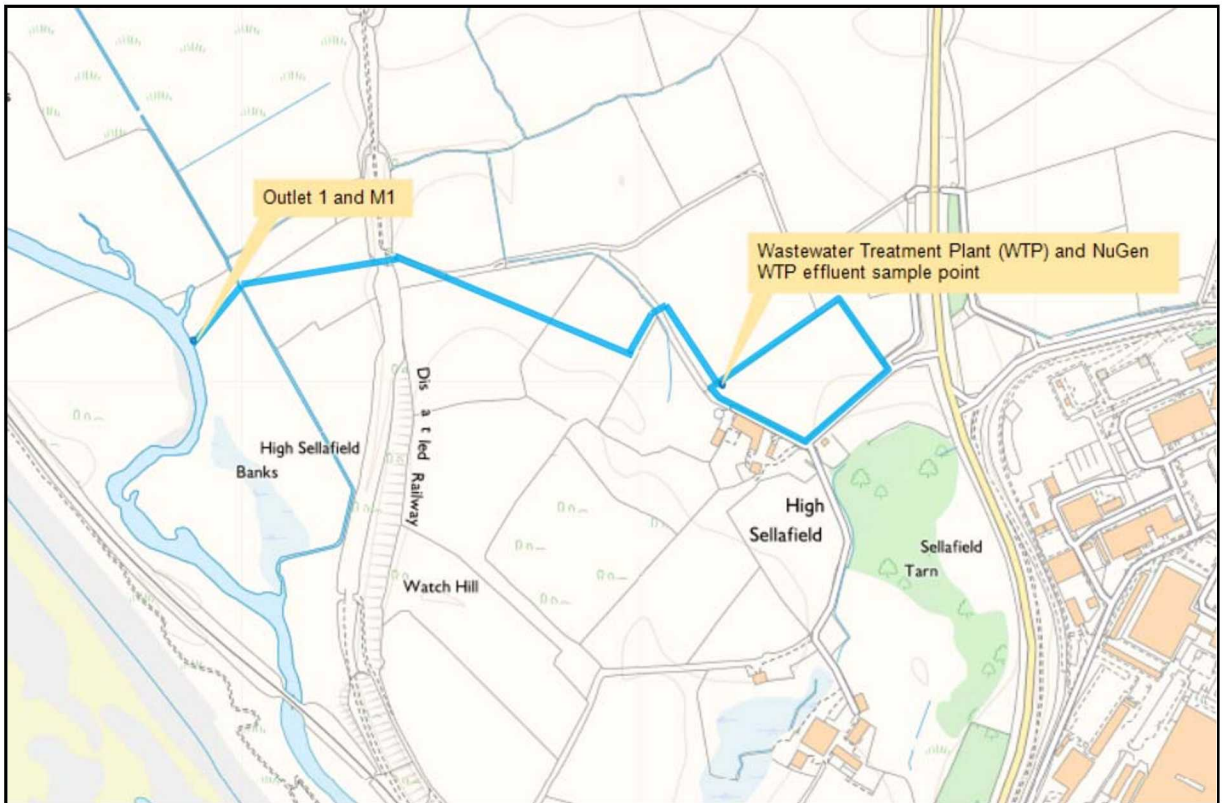 Outlet 1 and M1
Wastewater Treatment Plant (WTP) and NuGen
WTP effluent sample point
Dis a t led Railway
High Sellafield
Banks
High
Sellafield
Sellafield
Tarn
Watch Hill